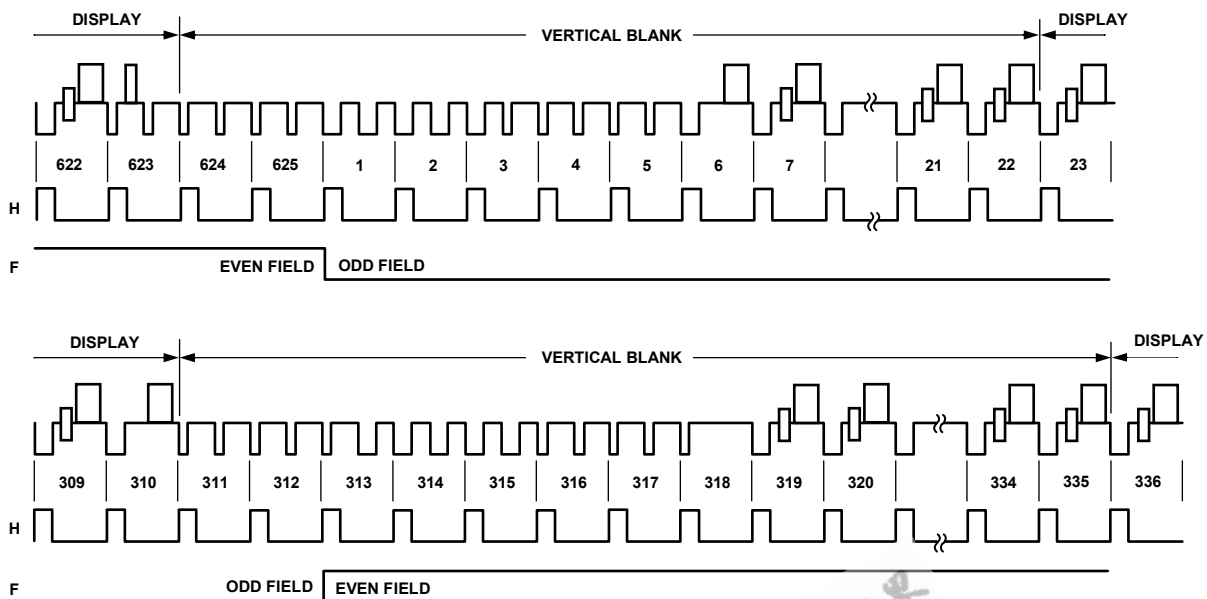 DISPLAY VERTICAL BLANK DISPLAY
622 623 624 625 1 2 3 4 5 6 7 21 22 23
H
F EVEN FIELD ODD FIELD
DISPLAY VERTICAL BLANK DISPLAY
309 310 311 312 313 314 315 316 317 318 319 320 334 335 336
H
F ODD FIELD EVEN FIELD